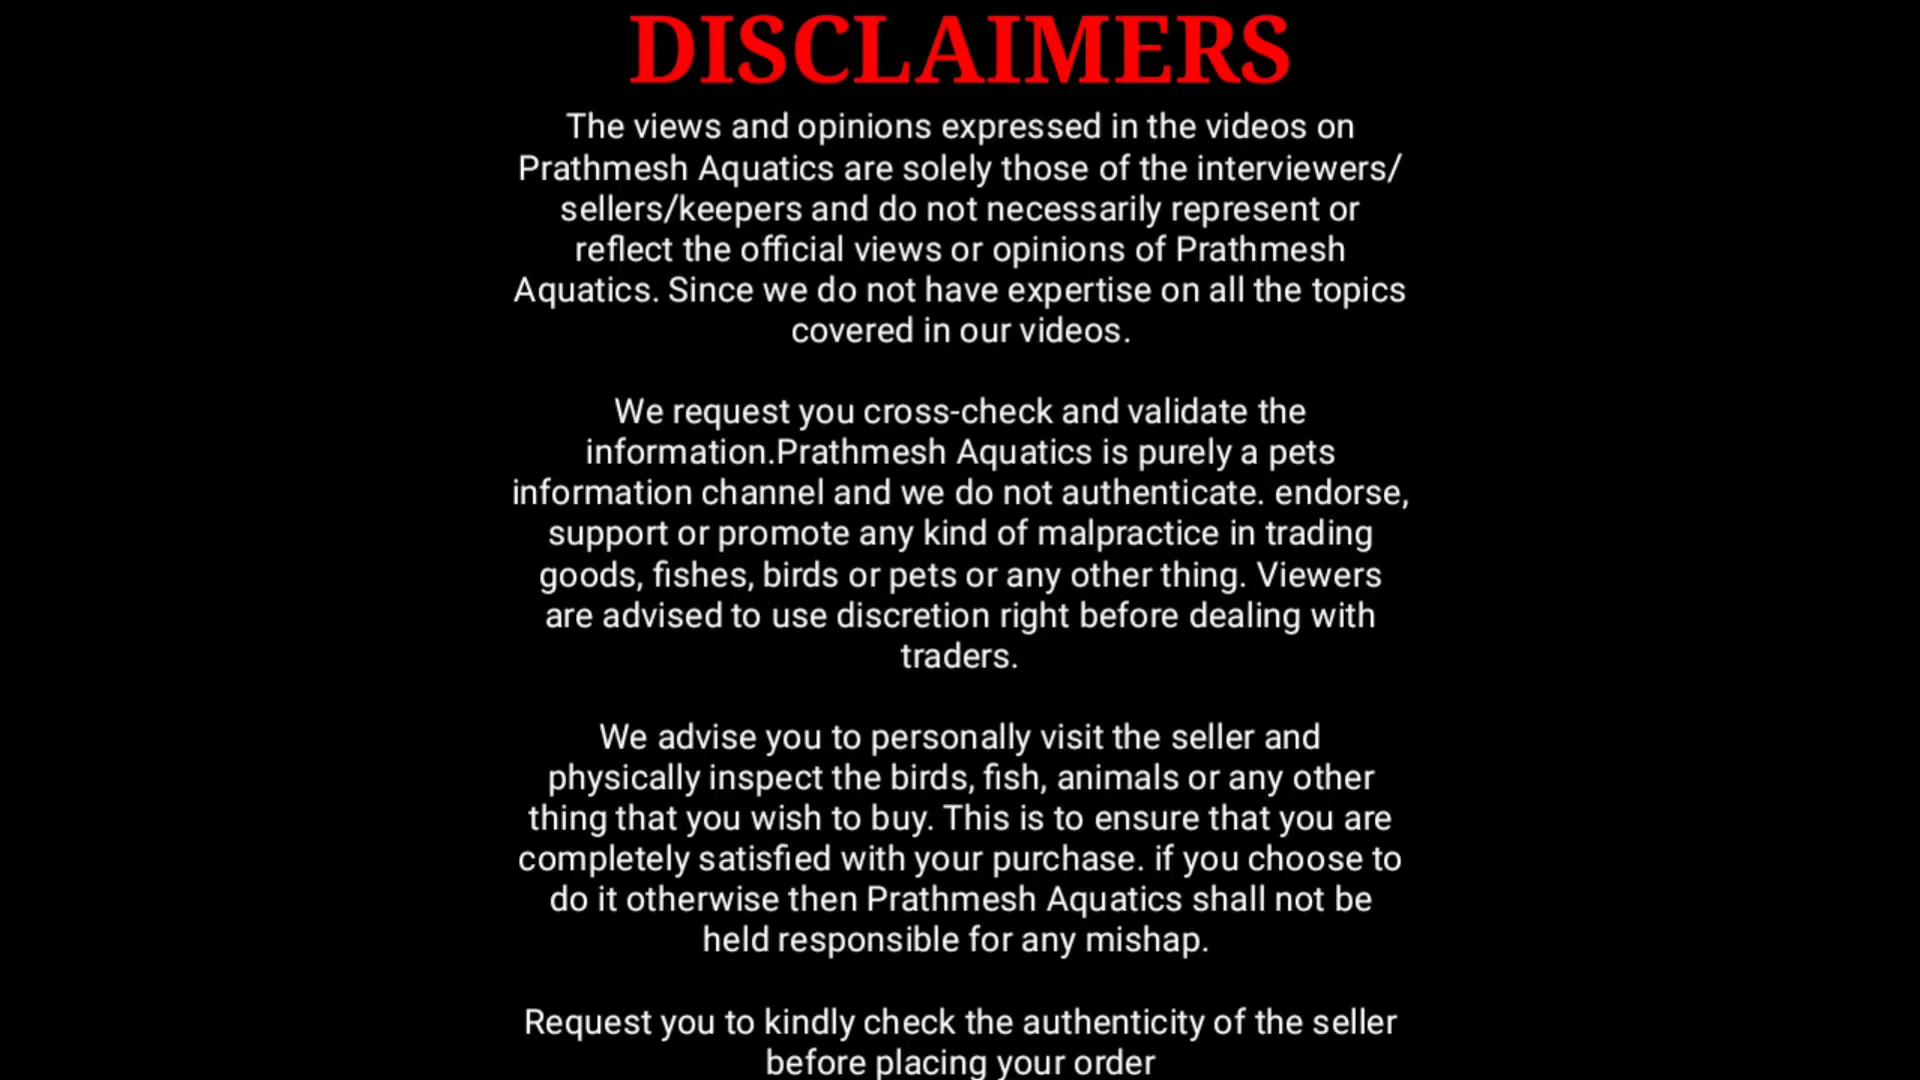 DISCLAIMERS
The views and opinions expressed in the videos on
Prathmesh Aquatics are solely those of the interviewers/
sellers/keepers and do not necessarily represent or
reflect the official views or opinions of Prathmesh
Aquatics. Since we do not have expertise on all the topics
covered in our videos.
We request you cross-check and validate the
information.Prathmesh Aquatics is purely a pets
information channel and we do not authenticate. endorse,
support or promote any kind of malpractice in trading
goods, fishes, birds or pets or any other thing. Viewers
are advised to use discretion right before dealing with
traders.
We advise you to personally visit the seller and
physically inspect the birds, fish, animals or any other
thing that you wish to buy. This is to ensure that you are
completely satisfied with your purchase. if you choose to
do it otherwise then Prathmesh Aquatics shall not be
held responsible for any mishap.
Request you to kindly check the authenticity of the seller
before placing your order